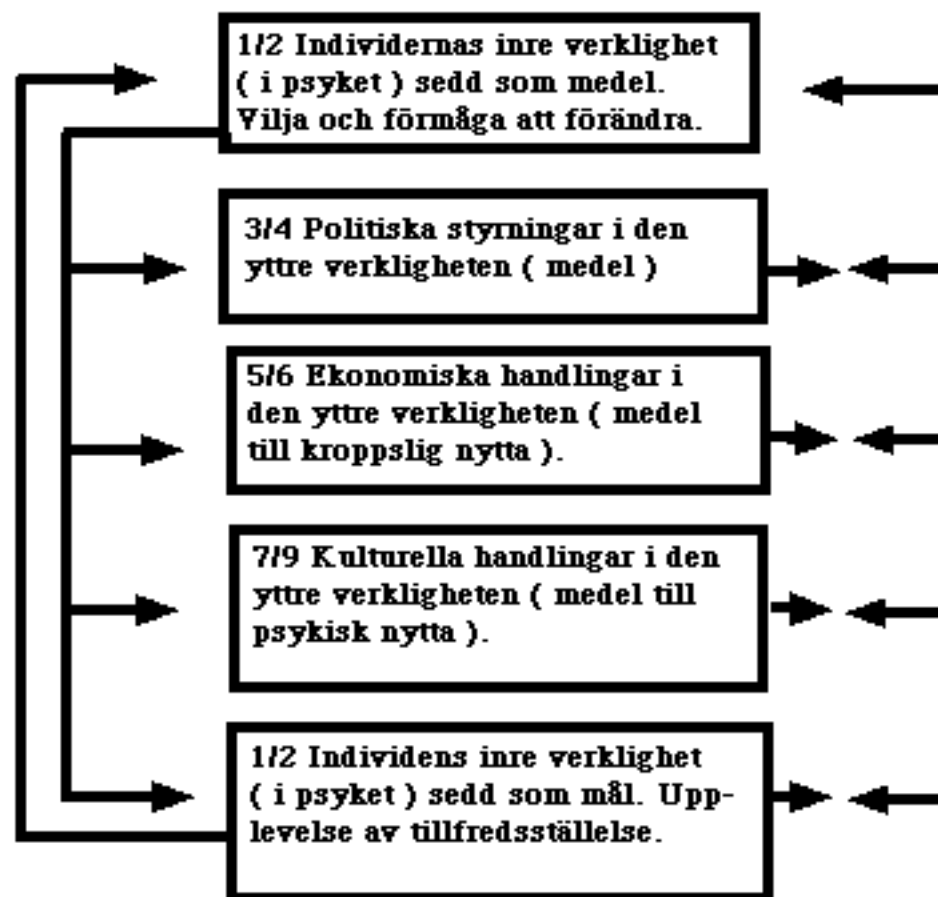 1/2 Individernas inre verklighet
( i psyket ) sedd som medel.
Vilja och förmåga att förändra.
3/4 Politiska styrningar i den
yttre verkligheten ( medel )
5/6 Ekonomiska handlingar i
den yttre verkligheten ( medel
till kroppslig nytta ).
7/9 Kulturella handlingar i den
yttre verkligheten ( medel till
psykisk nytta ).
1/2 Individens inre verklighet
( i psyket ) sedd som mål. Upp-
levelse av tillfredsställelse.